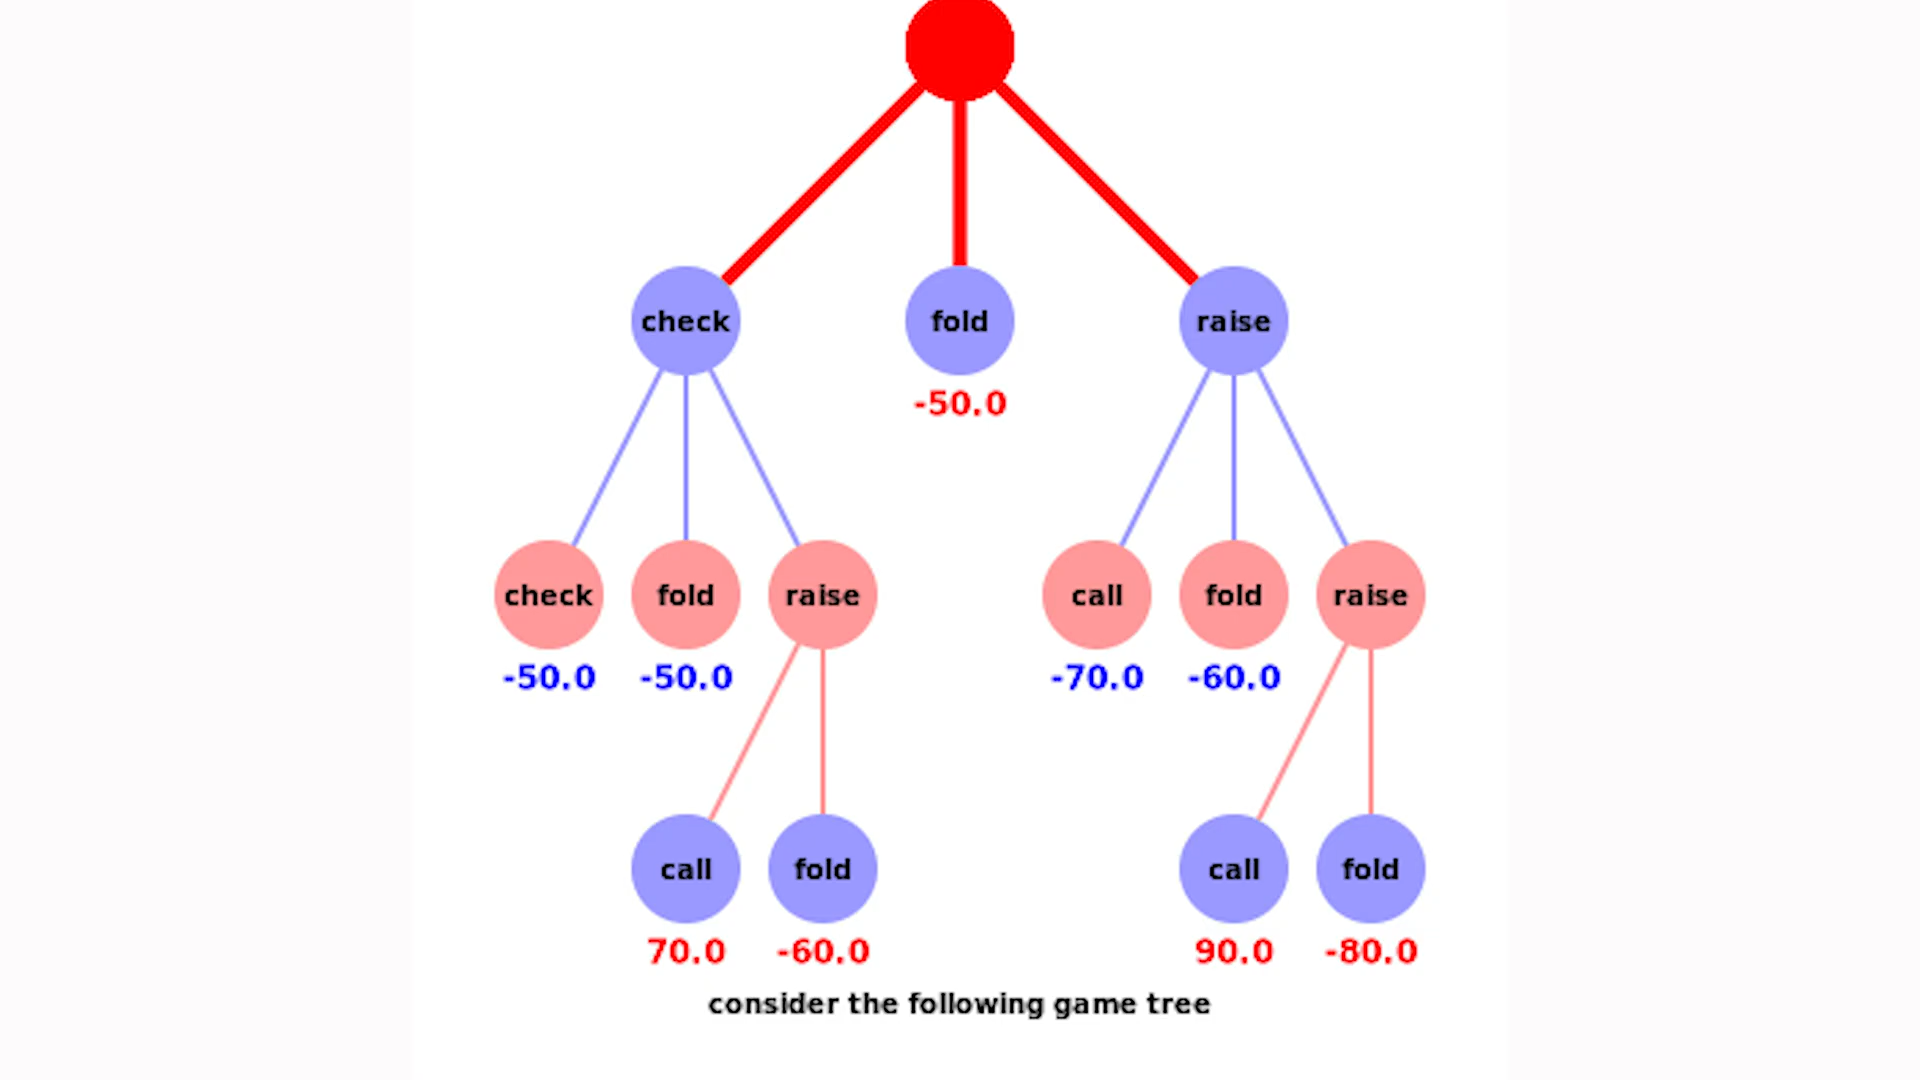 check fold raise
-50.0
check fold raise call fold raise
-50.0 -50.0 -70.0 -60.0
call fold call fold
70.0 -60.0 90.0 -80.0
consider the following game tree